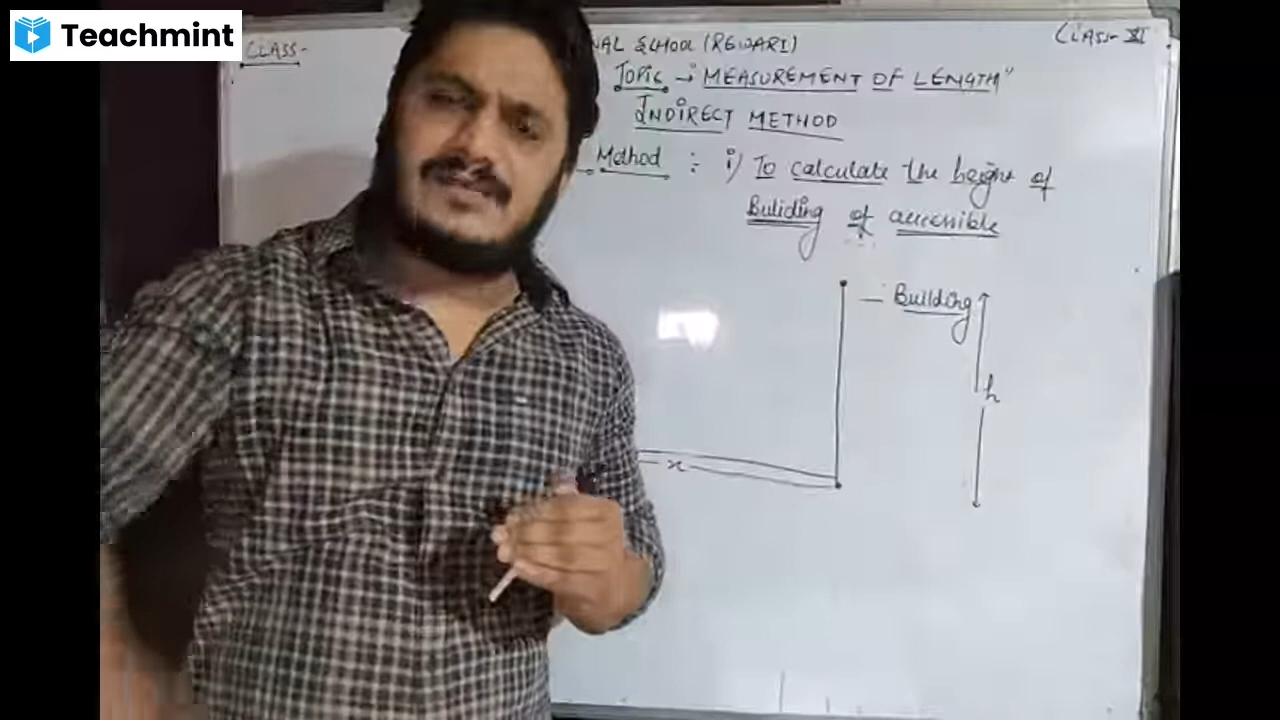 Teachmint
CLASS-
NAL SCHOOL (REWARI)
CLASS-XI
TOPIC → MEASUREMENT OF LENGTH"
INDIRECT METHOD
Method : i) To calculate the height of
Buliding of accessible
— Building
h
x